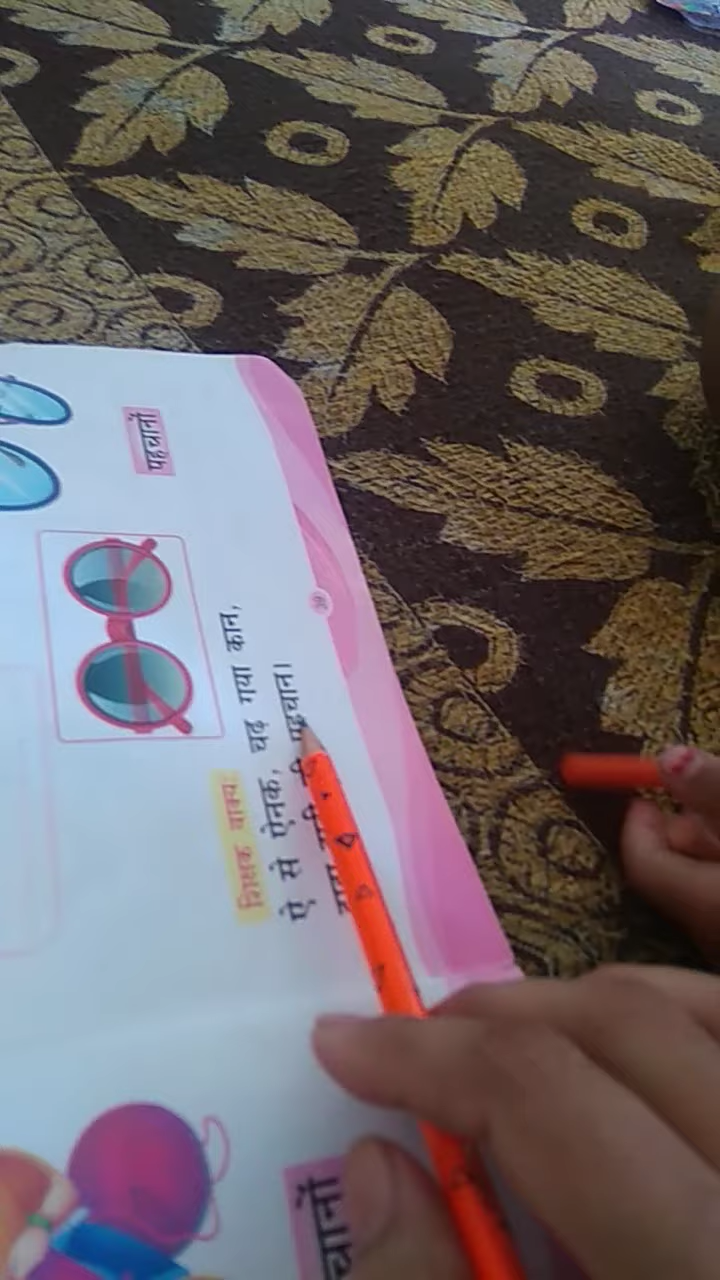 पहचानों
शिक्षक वाक्य:
ऐ से ऐनक, चढ़ गया कान,
पहचान।
चानों